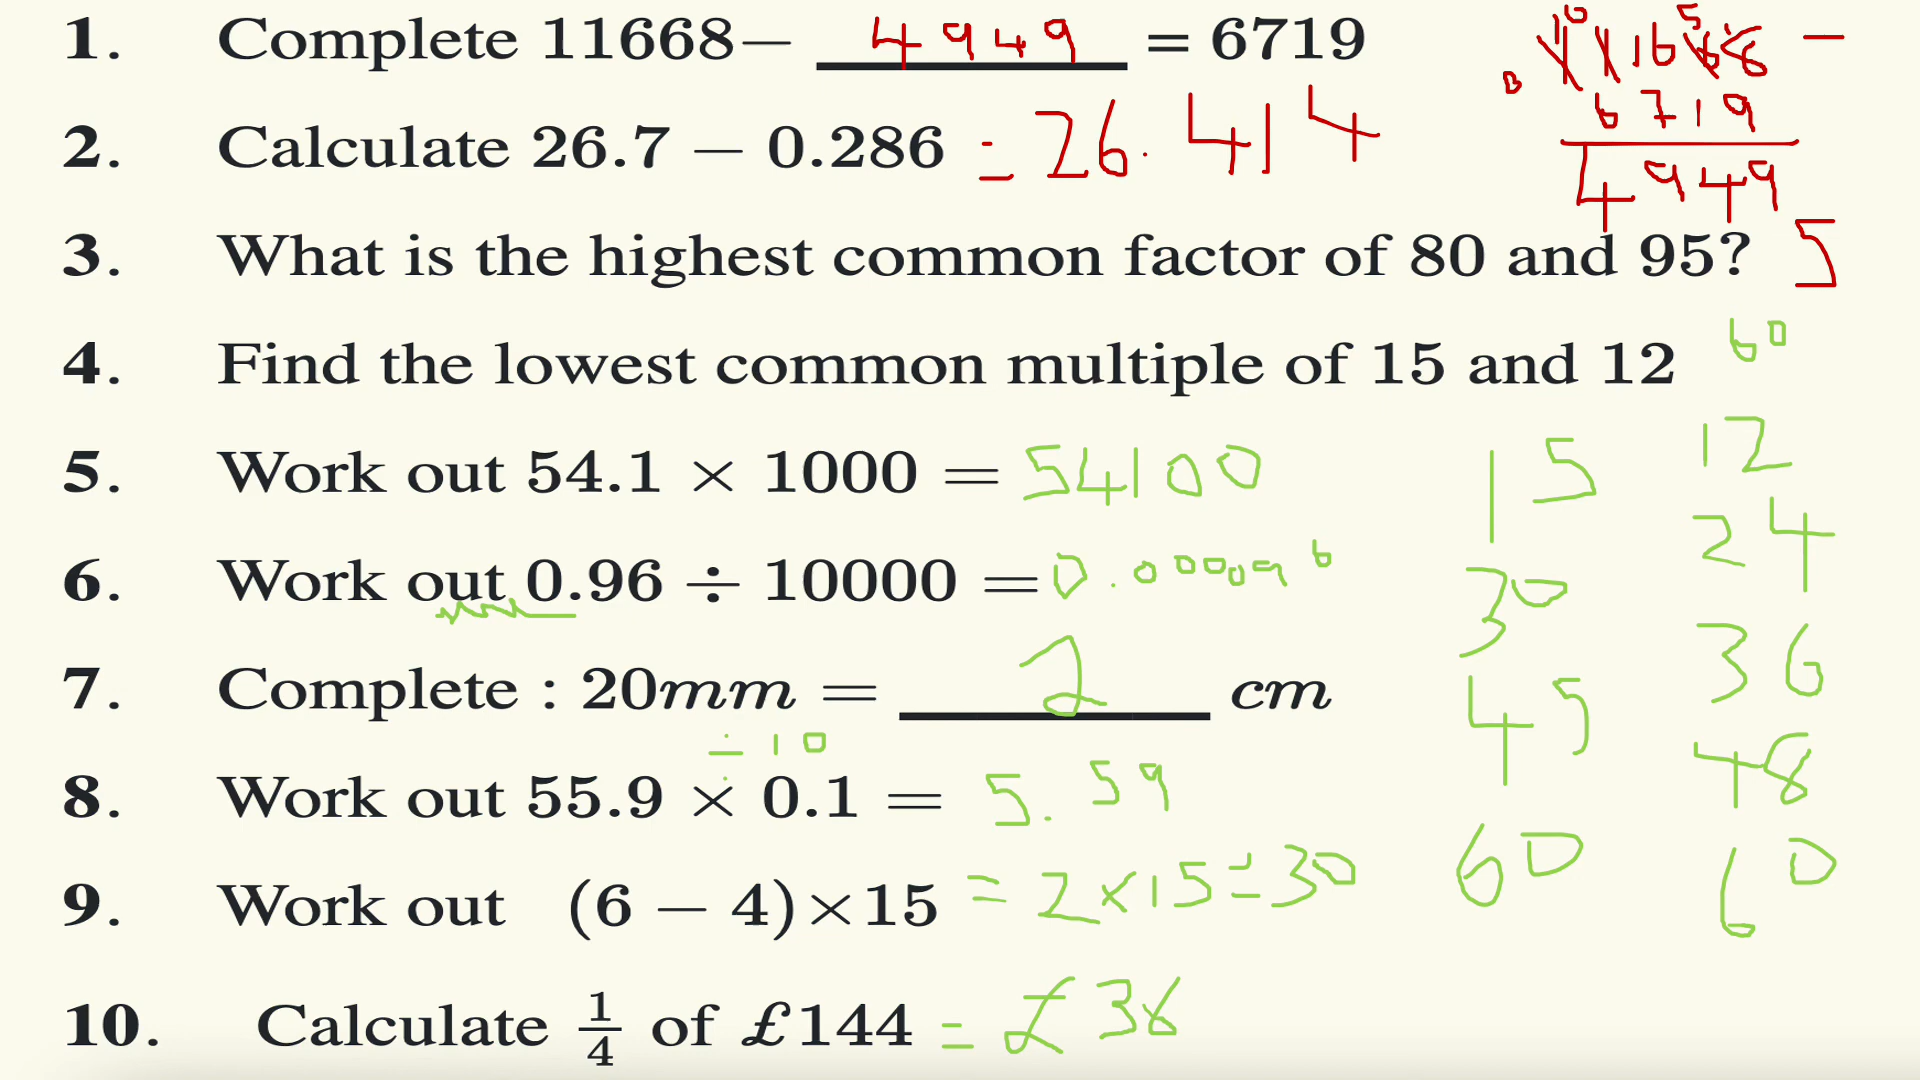 1. Complete 11668 − 4949 = 6719
2. Calculate 26.7 − 0.286 = 26.414
3. What is the highest common factor of 80 and 95? 5
4. Find the lowest common multiple of 15 and 12 60
5. Work out 54.1 × 1000 = 54100
6. Work out 0.96 ÷ 10000 = 0.000096
7. Complete : 20mm = 2 cm
÷10
8. Work out 55.9 × 0.1 = 5.59
9. Work out (6 − 4)×15 = 2×15 = 30
10. Calculate 1/4 of £144 = £36
11668 −
6719
4949
15 12
30 24
45 36
60 48
60